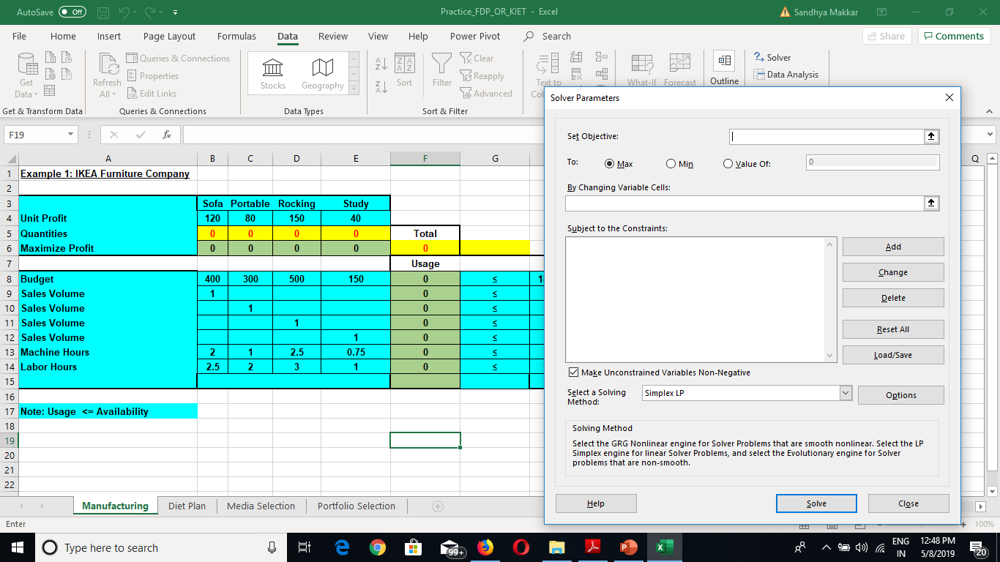 AutoSave Off Practice_FDP_OR_KIET - Excel Sandhya Makkar
File Home Insert Page Layout Formulas Data Review View Help Power Pivot Search Share Comments
Get Data
Refresh All
Queries & Connections
Properties
Edit Links
Stocks Geography
Sort Filter
Clear
Reapply
Advanced
Text to
What-If Forecast
Outline
Solver
Data Analysis
Get & Transform Data Queries & Connections Data Types Sort & Filter
F19 fx
A B C D E F G Q
1 Example 1: IKEA Furniture Company
2
3 Sofa Portable Rocking Study
4 Unit Profit 120 80 150 40
5 Quantities 0 0 0 0 Total
6 Maximize Profit 0 0 0 0 0
7 Usage
8 Budget 400 300 500 150 0 ≤
9 Sales Volume 1 0 ≤
10 Sales Volume 1 0 ≤
11 Sales Volume 1 0 ≤
12 Sales Volume 1 0 ≤
13 Machine Hours 2 1 2.5 0.75 0 ≤
14 Labor Hours 2.5 2 3 1 0 ≤
15
16
17 Note: Usage <= Availability
18
19
20
21
22
Manufacturing Diet Plan Media Selection Portfolio Selection
Enter 100%
Solver Parameters
Set Objective:
To: Max Min Value Of: 0
By Changing Variable Cells:
Subject to the Constraints:
Add
Change
Delete
Reset All
Load/Save
Make Unconstrained Variables Non-Negative
Select a Solving Method: Simplex LP Options
Solving Method
Select the GRG Nonlinear engine for Solver Problems that are smooth nonlinear. Select the LP
Simplex engine for linear Solver Problems, and select the Evolutionary engine for Solver
problems that are non-smooth.
Help Solve Close
Type here to search
99+
ENG
IN
12:48 PM
5/8/2019
20